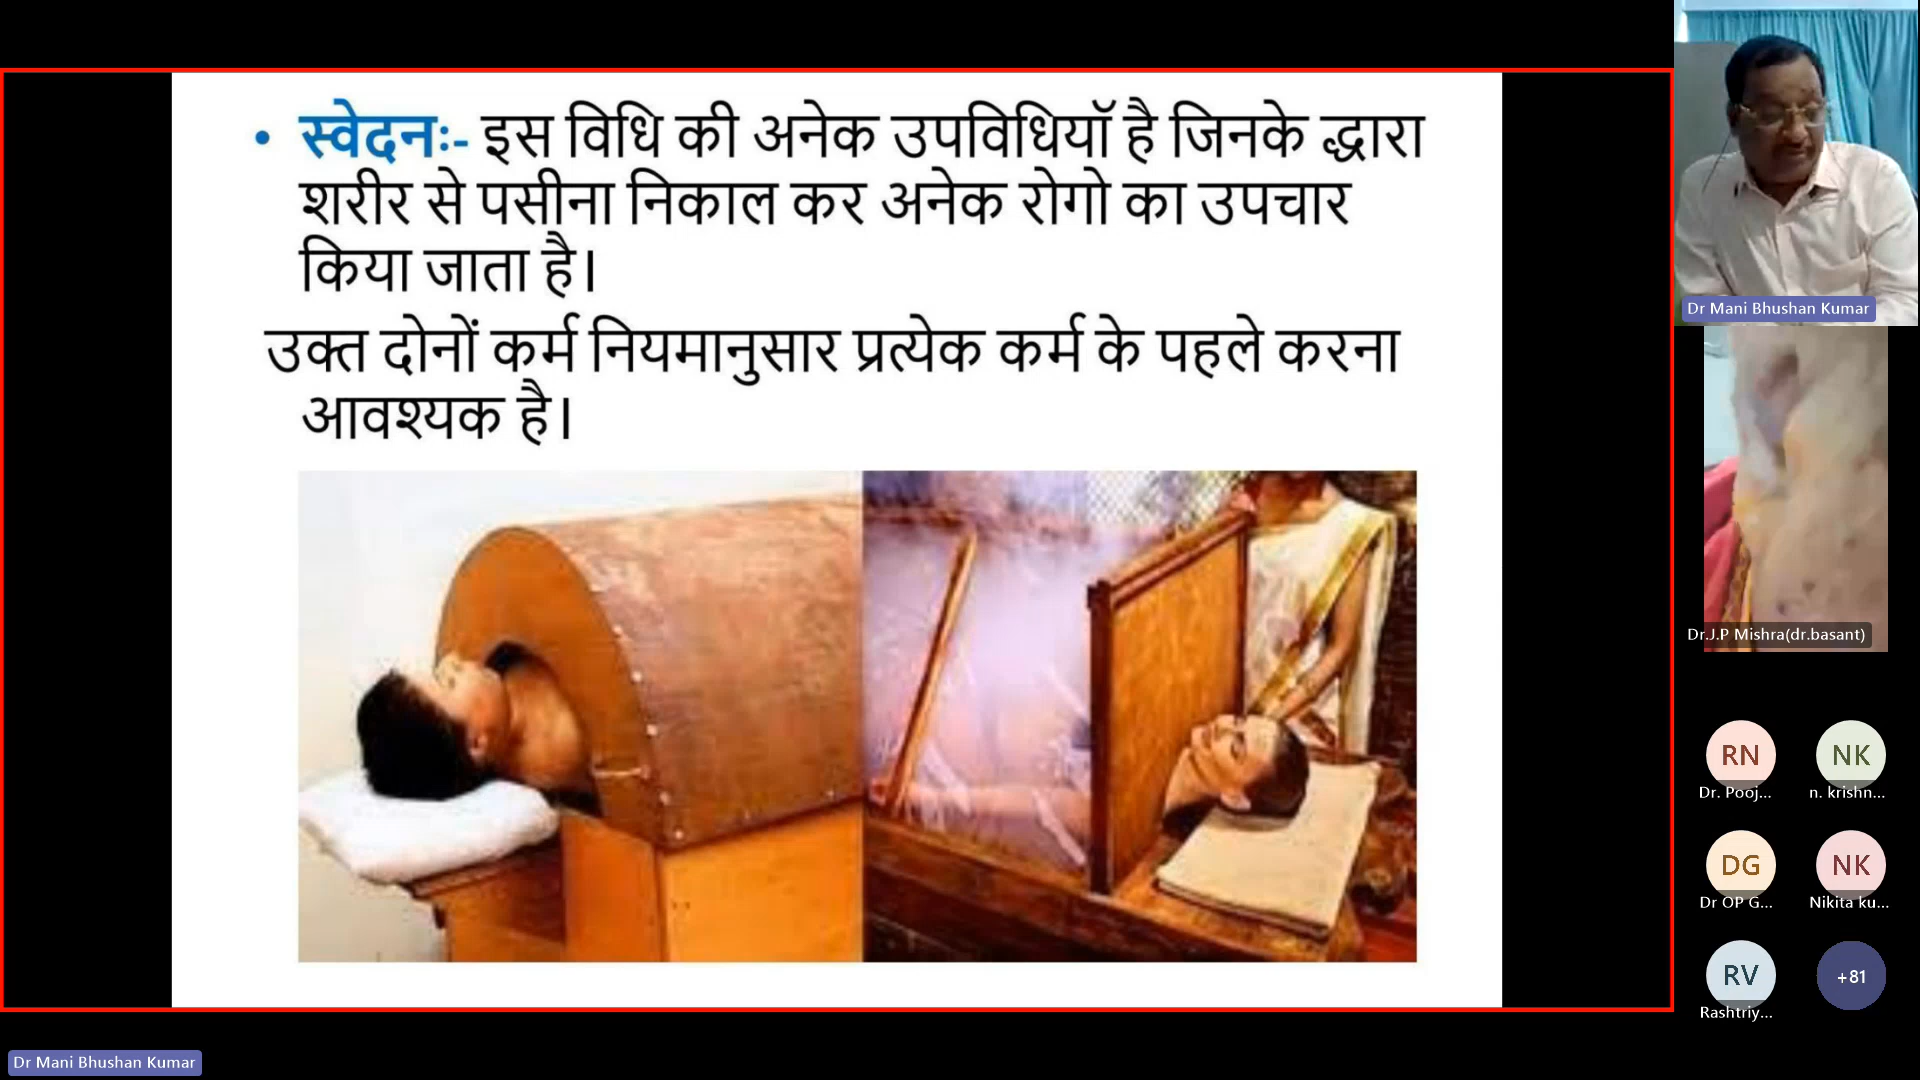 • स्वेदनः- इस विधि की अनेक उपविधियॉ है जिनके द्धारा
शरीर से पसीना निकाल कर अनेक रोगो का उपचार
किया जाता है।
उक्त दोनों कर्म नियमानुसार प्रत्येक कर्म के पहले करना
आवश्यक है।
Dr Mani Bhushan Kumar
Dr.J.P Mishra(dr.basant)
RN
NK
Dr. Pooj...
n. krishn...
DG
NK
Dr OP G...
Nikita ku...
RV
+81
Rashtriy...
Dr Mani Bhushan Kumar